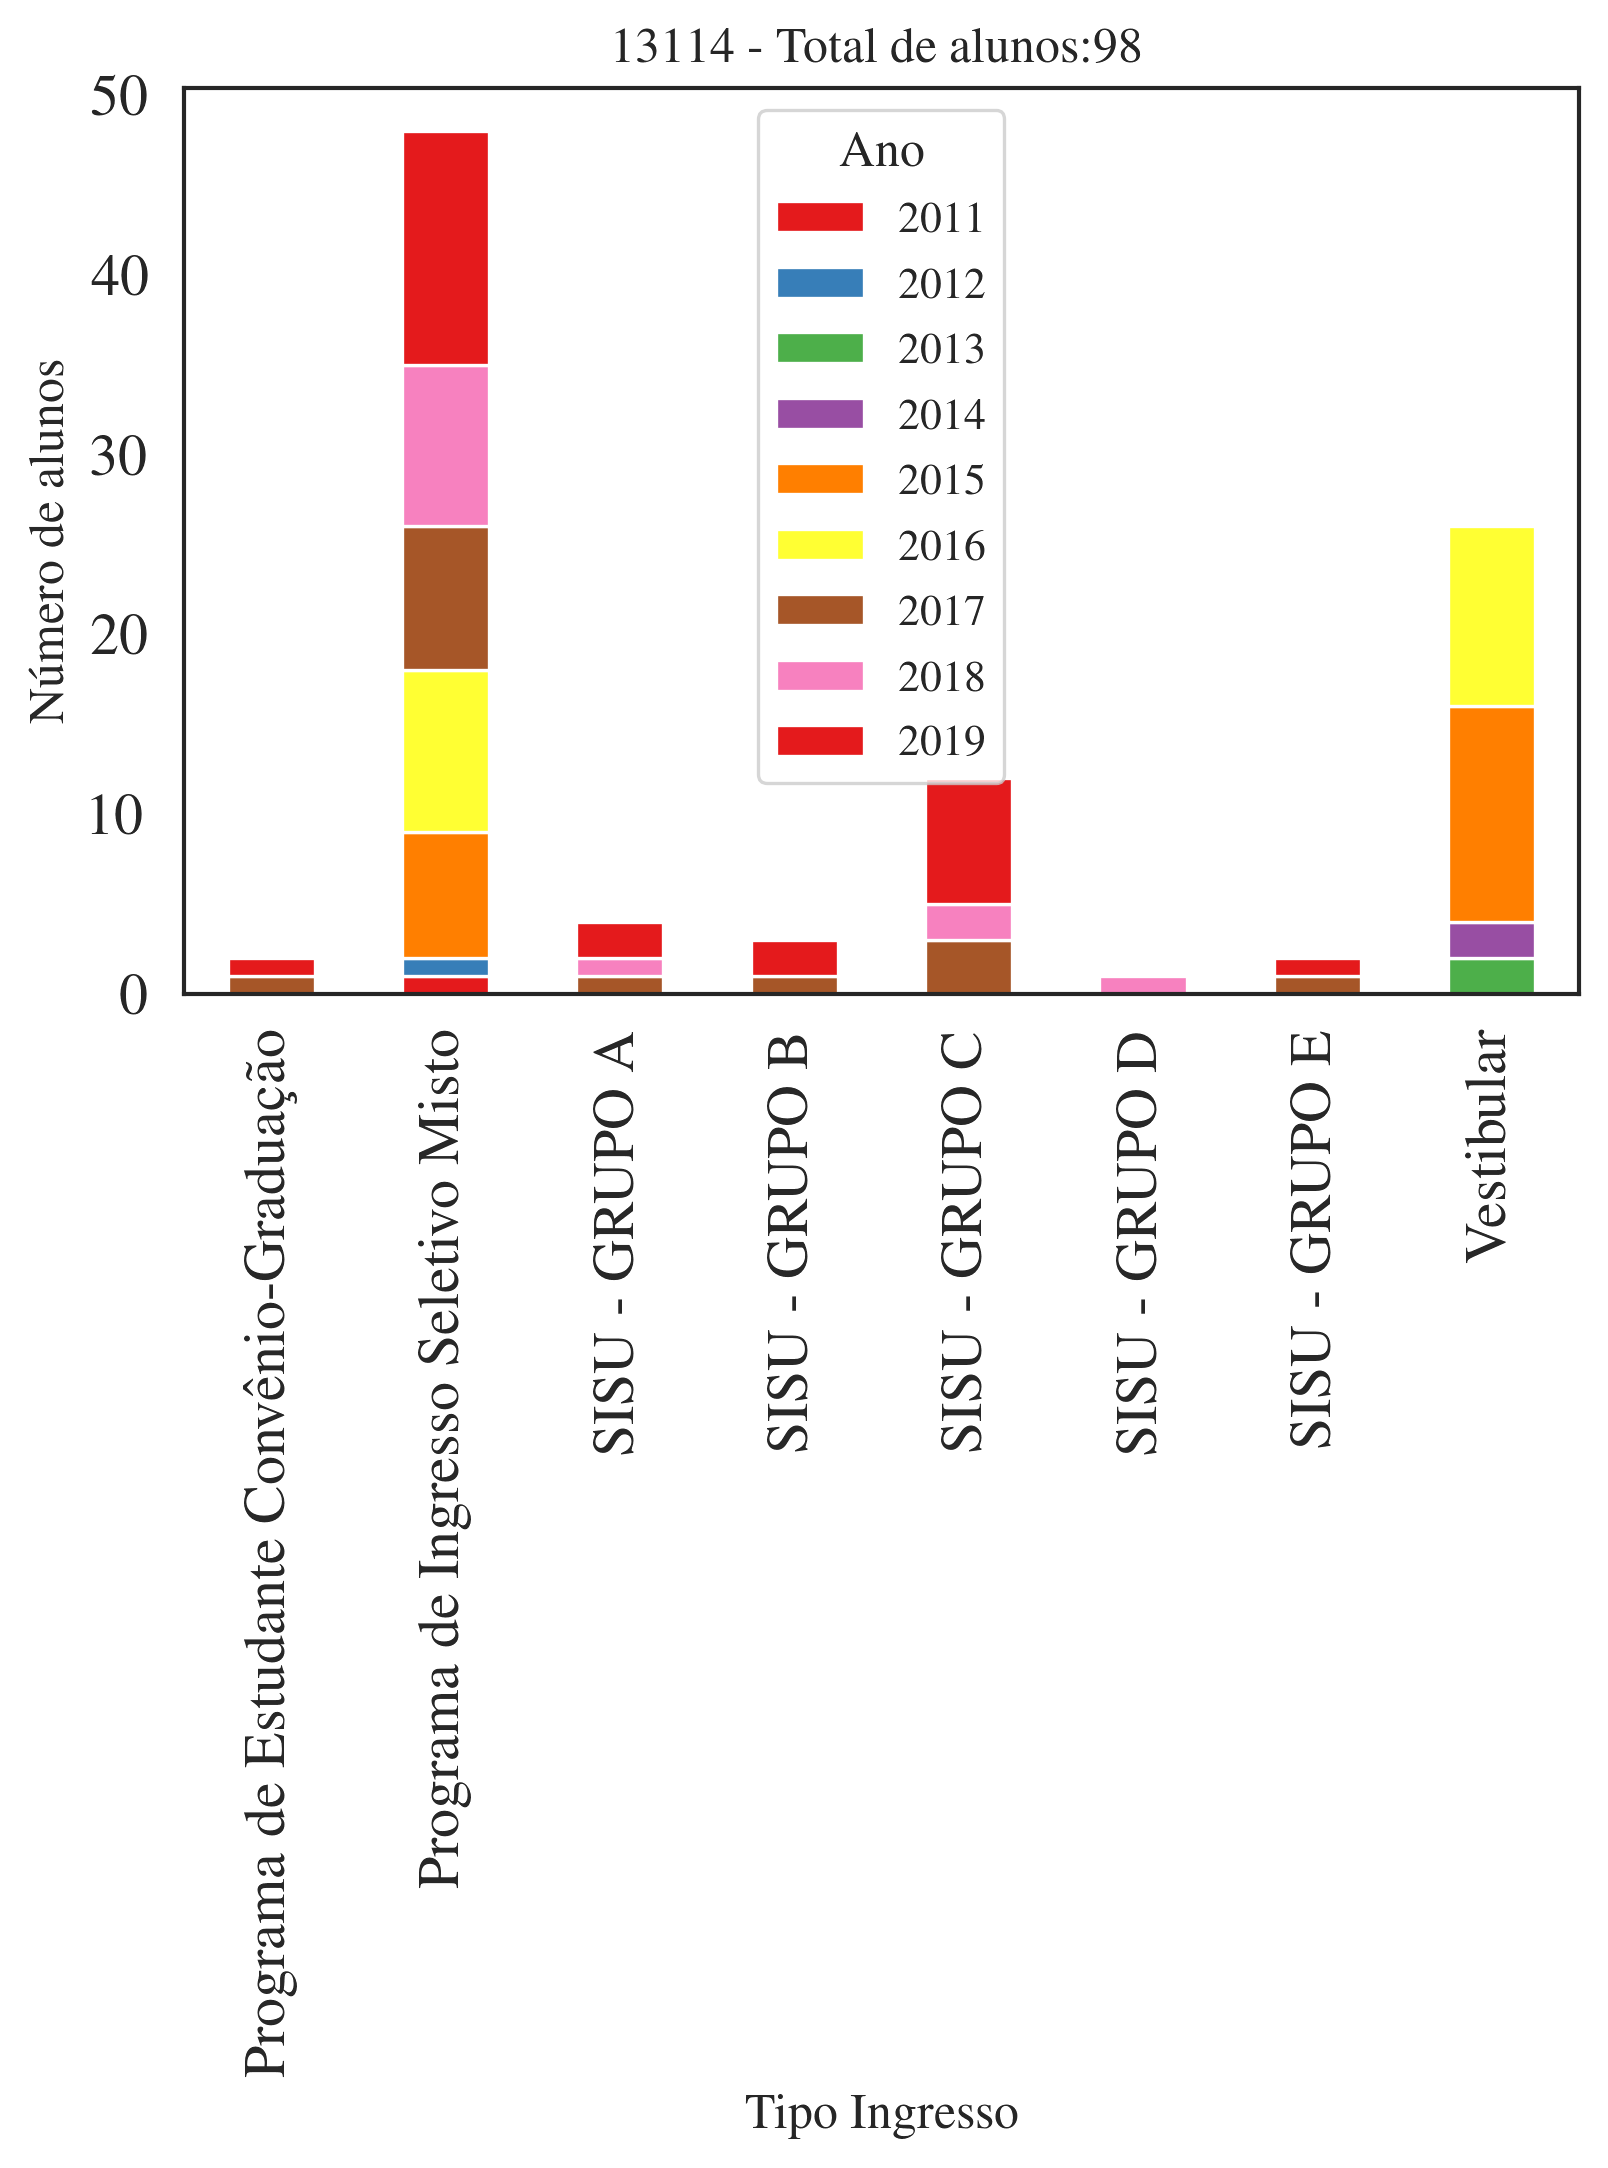 13114 - Total de alunos:98
50
40
30
20
10
0
Número de alunos
Ano
2011
2012
2013
2014
2015
2016
2017
2018
2019
Programa de Estudante Convênio-Graduação
Programa de Ingresso Seletivo Misto
SISU - GRUPO A
SISU - GRUPO B
SISU - GRUPO C
SISU - GRUPO D
SISU - GRUPO E
Vestibular
Tipo Ingresso